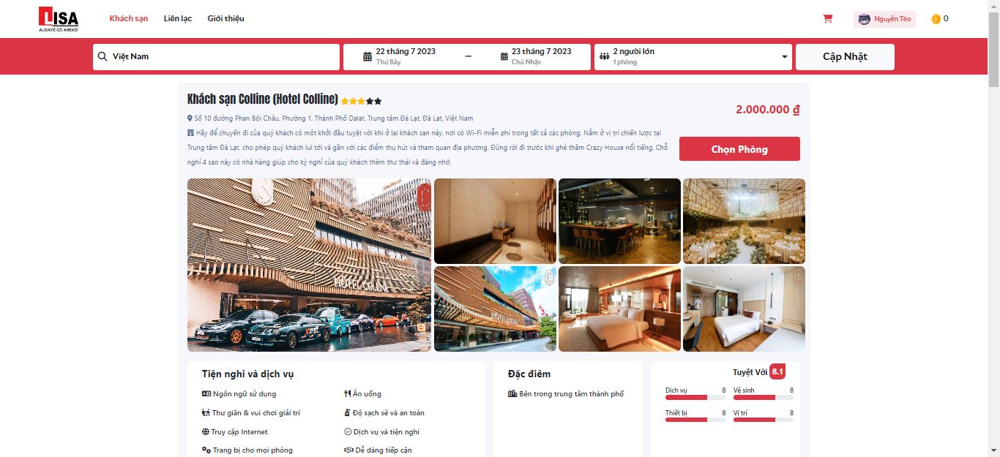 LISA
ALWAYS GO AHEAD!
Khách sạn
Liên lạc
Giới thiệu
Nguyễn Tèo
0
Việt Nam
22 tháng 7 2023
Thứ Bảy
23 tháng 7 2023
Chủ Nhật
2 người lớn
1 phòng
Cập Nhật
Khách sạn Colline (Hotel Colline)
2.000.000 ₫
Số 10 đường Phan Bội Châu, Phường 1, Thành Phố Dalat, Trung tâm Đà Lạt, Đà Lạt, Việt Nam
Hãy để chuyến đi của quý khách có một khởi đầu tuyệt vời khi ở lại khách sạn này, nơi có Wi-Fi miễn phí trong tất cả các phòng. Nằm ở vị trí chiến lược tại
Trung tâm Đà Lạt, cho phép quý khách lui tới và gần với các điểm thu hút và tham quan địa phương. Đừng rời đi trước khi ghé thăm Crazy House nổi tiếng. Chỗ
nghỉ 4 sao này có nhà hàng giúp cho kỳ nghỉ của quý khách thêm thư thái và đáng nhớ.
Chọn Phòng
HOTEL COLLINE
HOTEL COLLINE
Tiện nghi và dịch vụ
Ngôn ngữ sử dụng
Ăn uống
Thư giãn & vui chơi giải trí
Độ sạch sẽ và an toàn
Truy cập Internet
Dịch vụ và tiện nghi
Trang bị cho mọi phòng
Dễ dàng tiếp cận
Đặc điểm
Bên trong trung tâm thành phố
Tuyệt Vời 8.1
Dịch vụ 8
Vệ sinh 8
Thiết bị 8
Vị trí 8